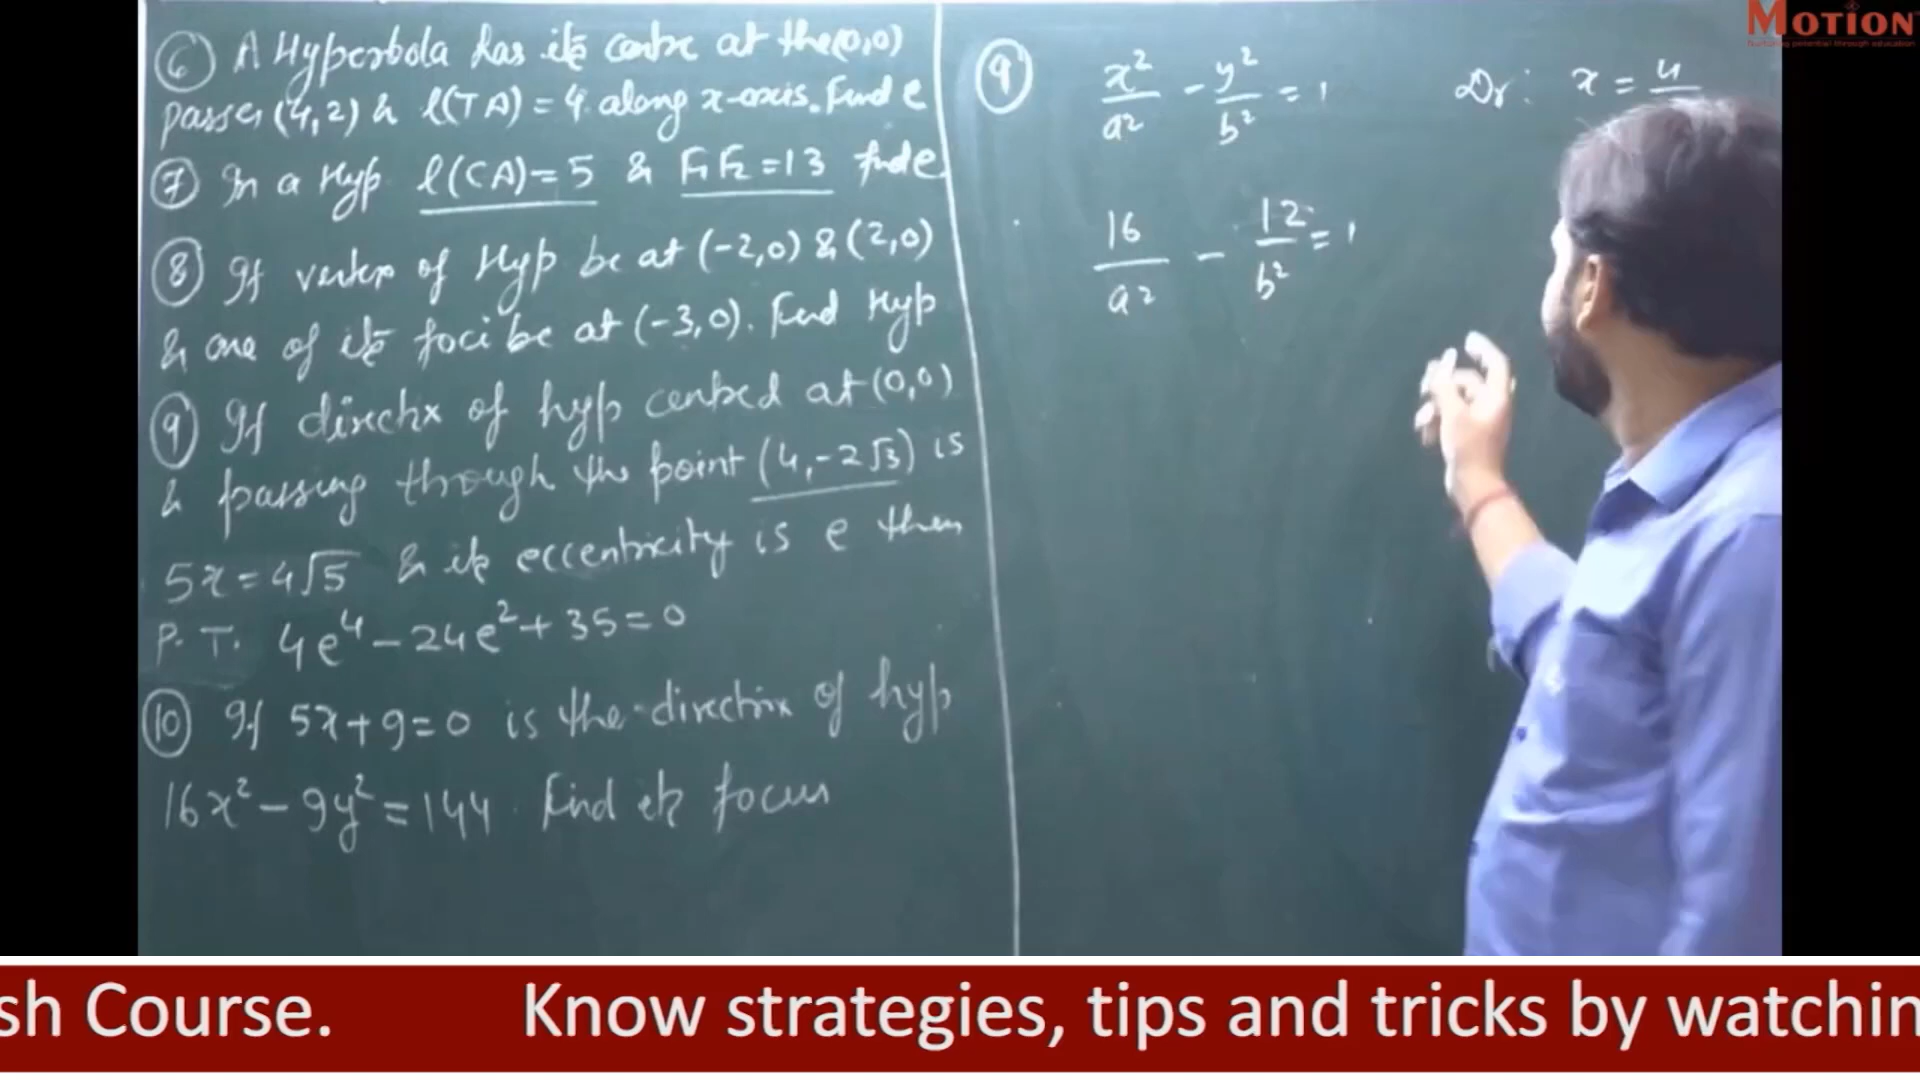 ⑥ A Hyperbola has its centre at the (0,0)
passes (4,2) & l(TA) = 4 along x-axis. Find e
⑦ In a Hyp l(CA) = 5 & F₁F₂ = 13 find e
⑧ If vertex of Hyp be at (-2,0) & (2,0)
& one of its foci be at (-3,0). Find Hyp
⑨ If directrix of hyp centred at (0,0)
& passing through the point (4,-2√3) is
5x = 4√5 & its eccentricity is e then
P.T. 4e⁴ - 24e² + 35 = 0
⑩ If 5x + 9 = 0 is the directrix of hyp
16x² - 9y² = 144. Find its focus
⑨ x²/a² - y²/b² = 1 Dr: x = 4
16/a² - 12/b² = 1
MOTION
Nurturing potential through education
sh Course. Know strategies, tips and tricks by watchin